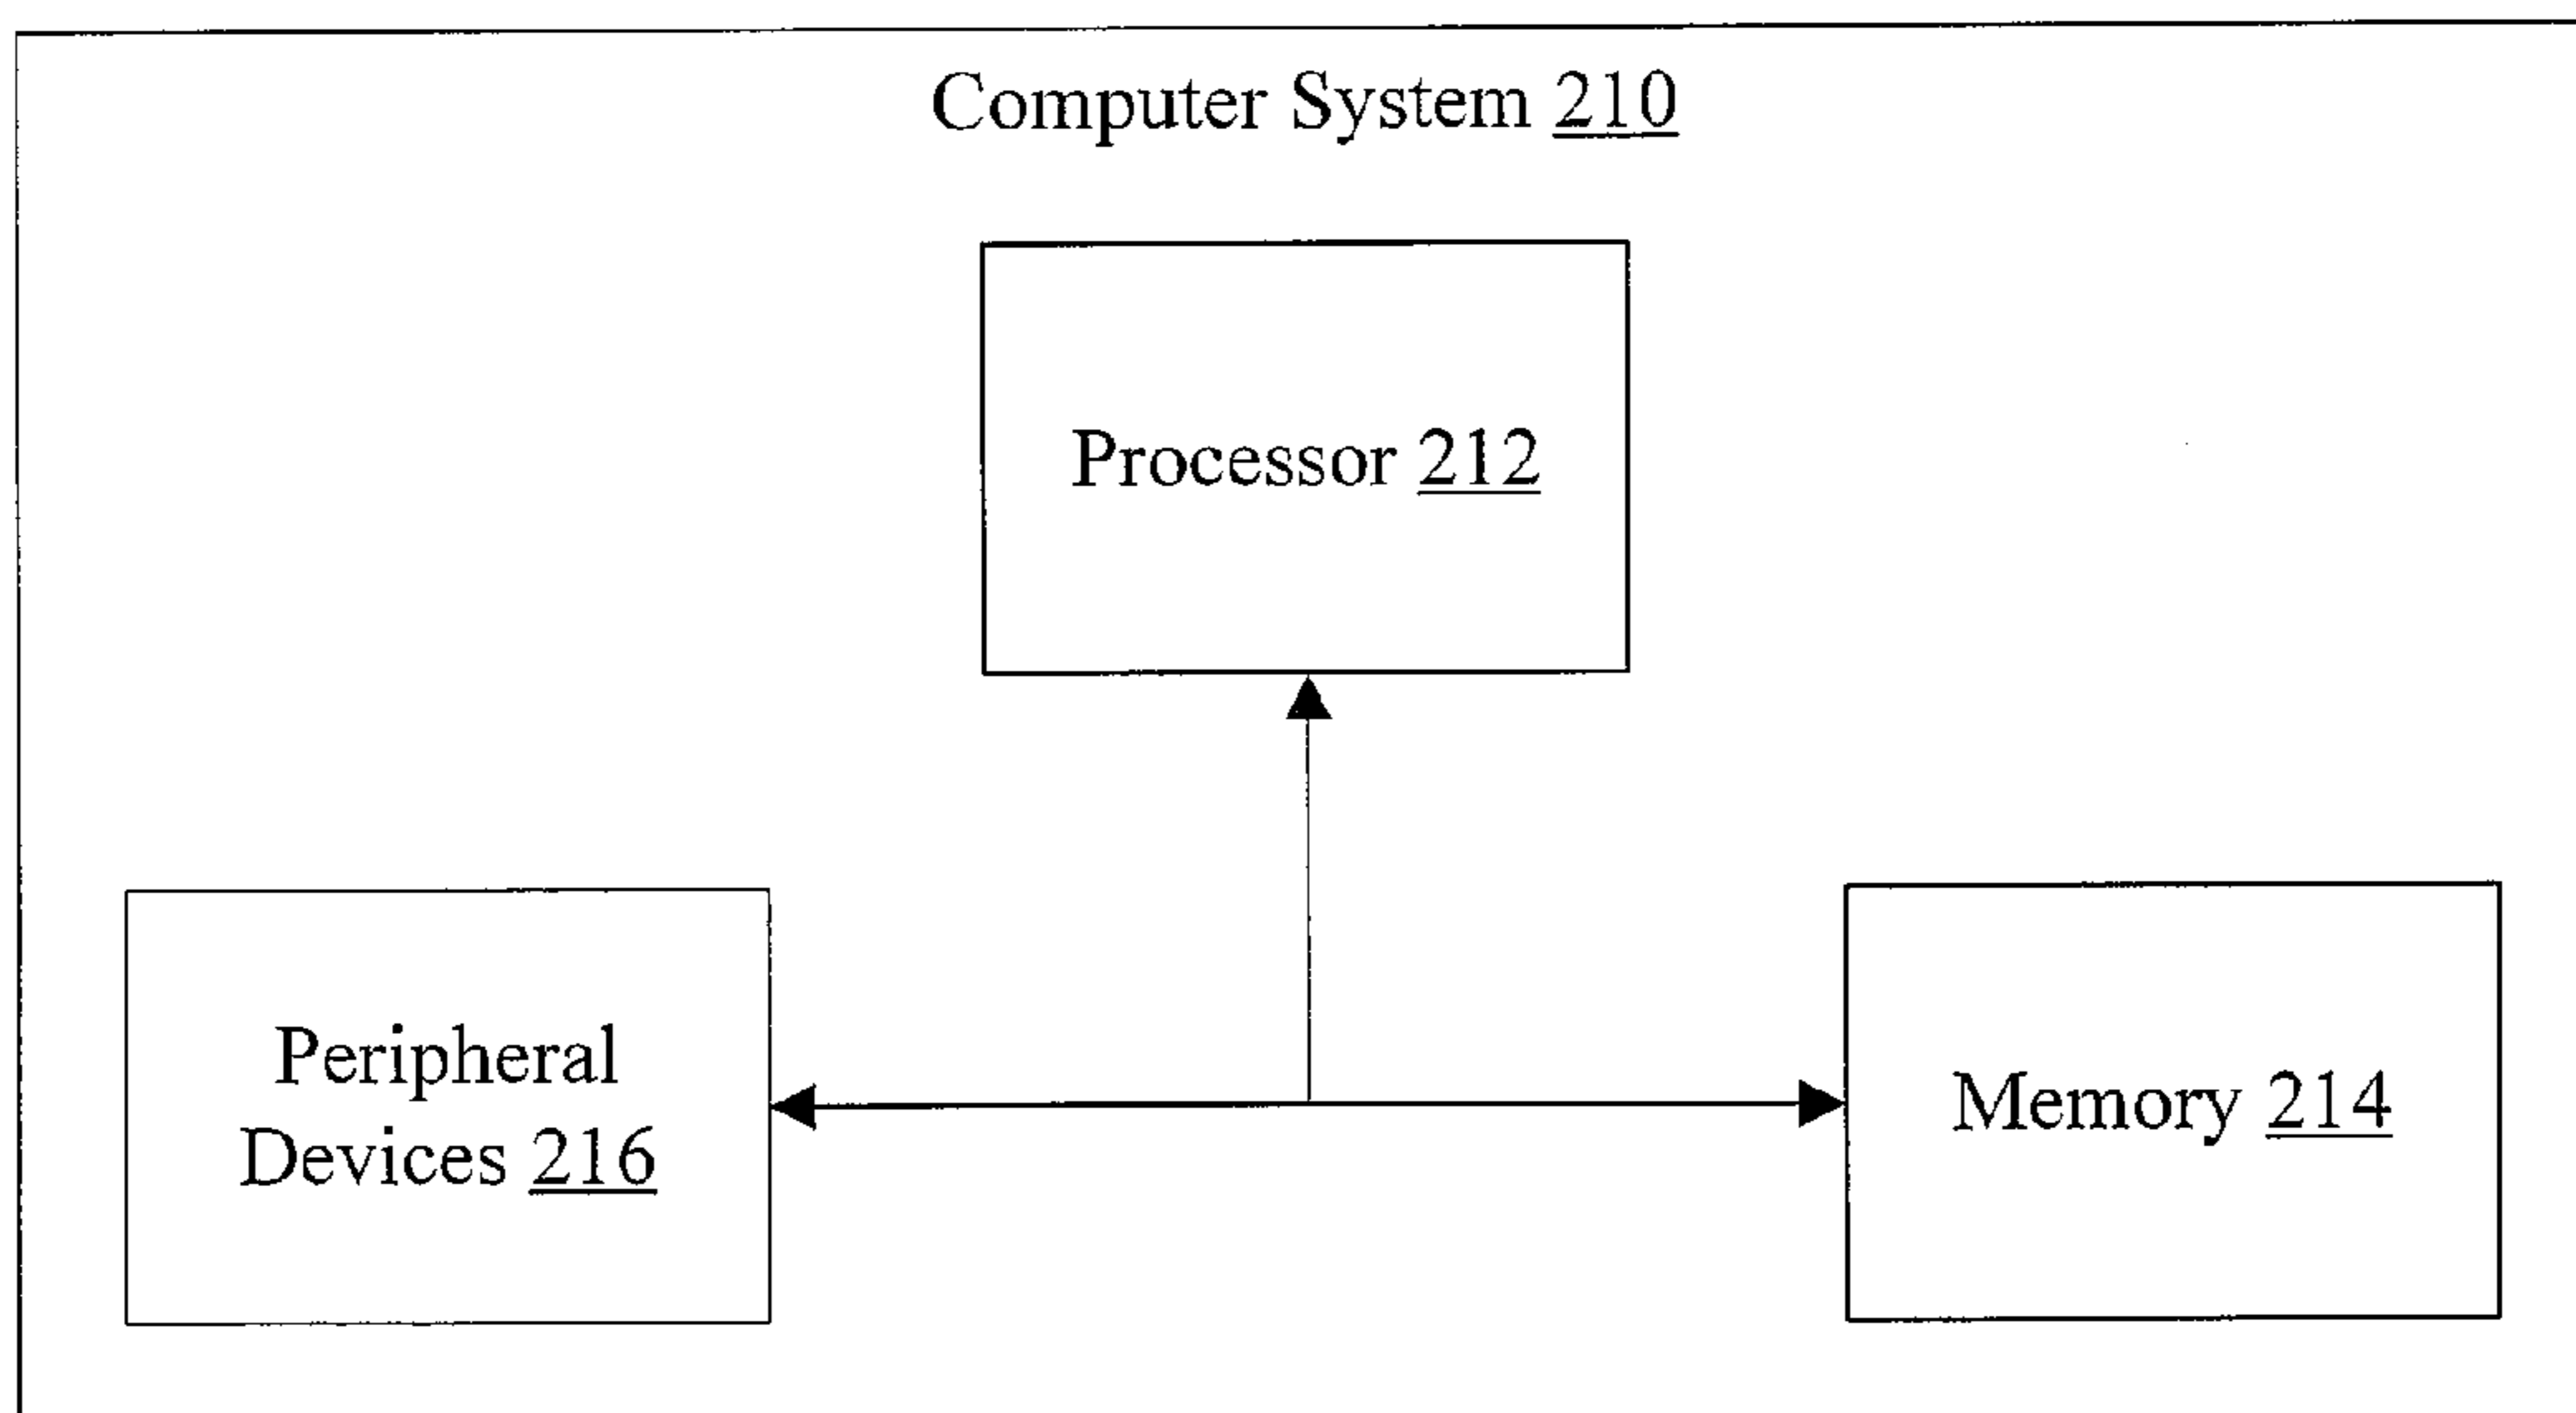 Computer System 210
Processor 212
Peripheral
Devices 216
Memory 214